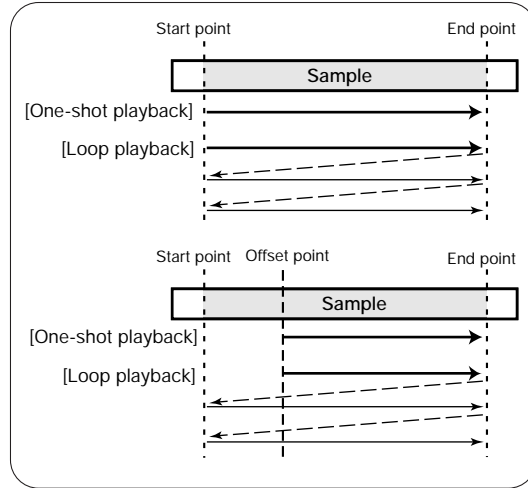 Start point End point
Sample
[One-shot playback]
[Loop playback]
Start point Offset point End point
Sample
[One-shot playback]
[Loop playback]